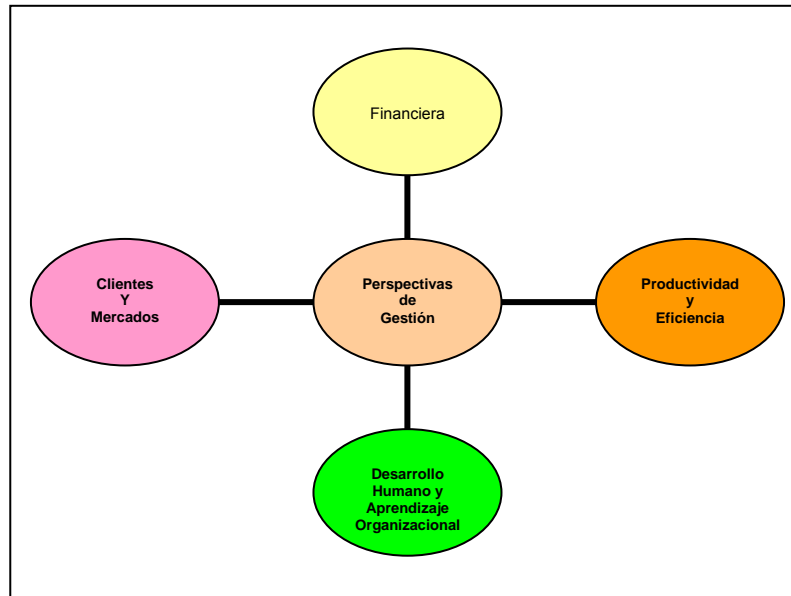 Financiera
Clientes
Y
Mercados
Perspectivas
de
Gestión
Productividad
y
Eficiencia
Desarrollo
Humano y
Aprendizaje
Organizacional